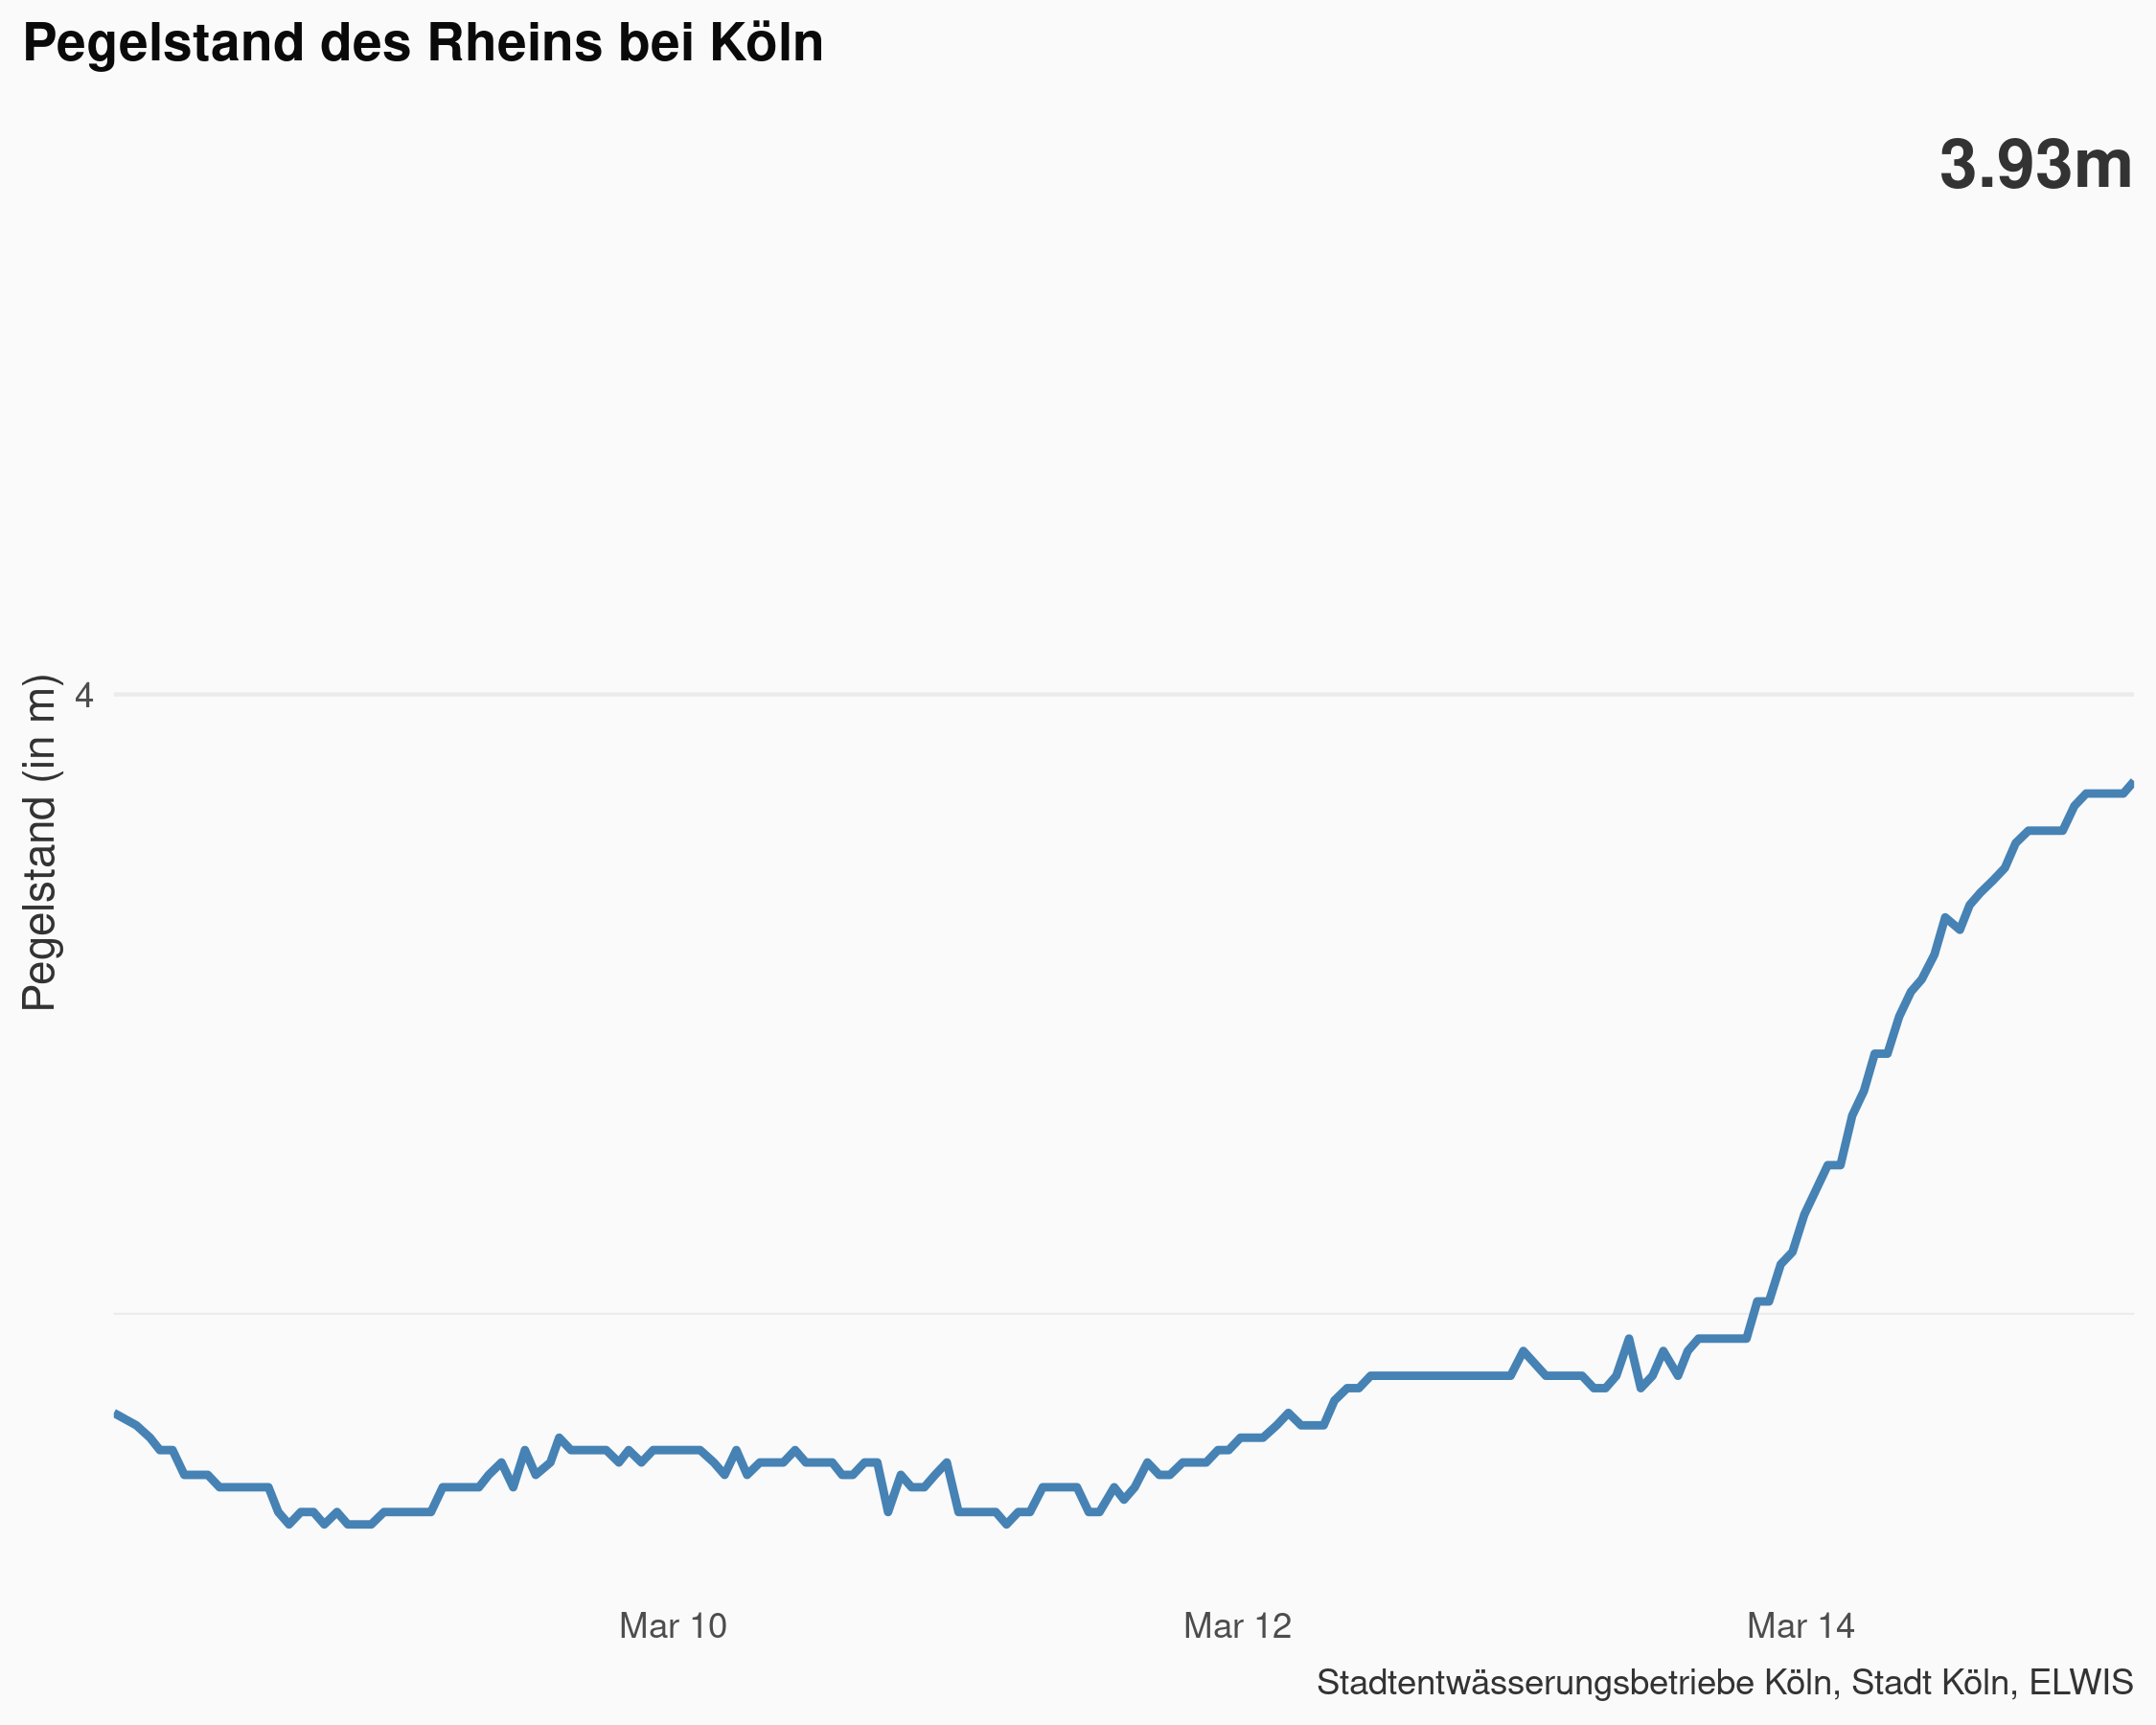 Pegelstand des Rheins bei Köln
3.93m
Pegelstand (in m)
4
Mar 10
Mar 12
Mar 14
Stadtentwässerungsbetriebe Köln, Stadt Köln, ELWIS